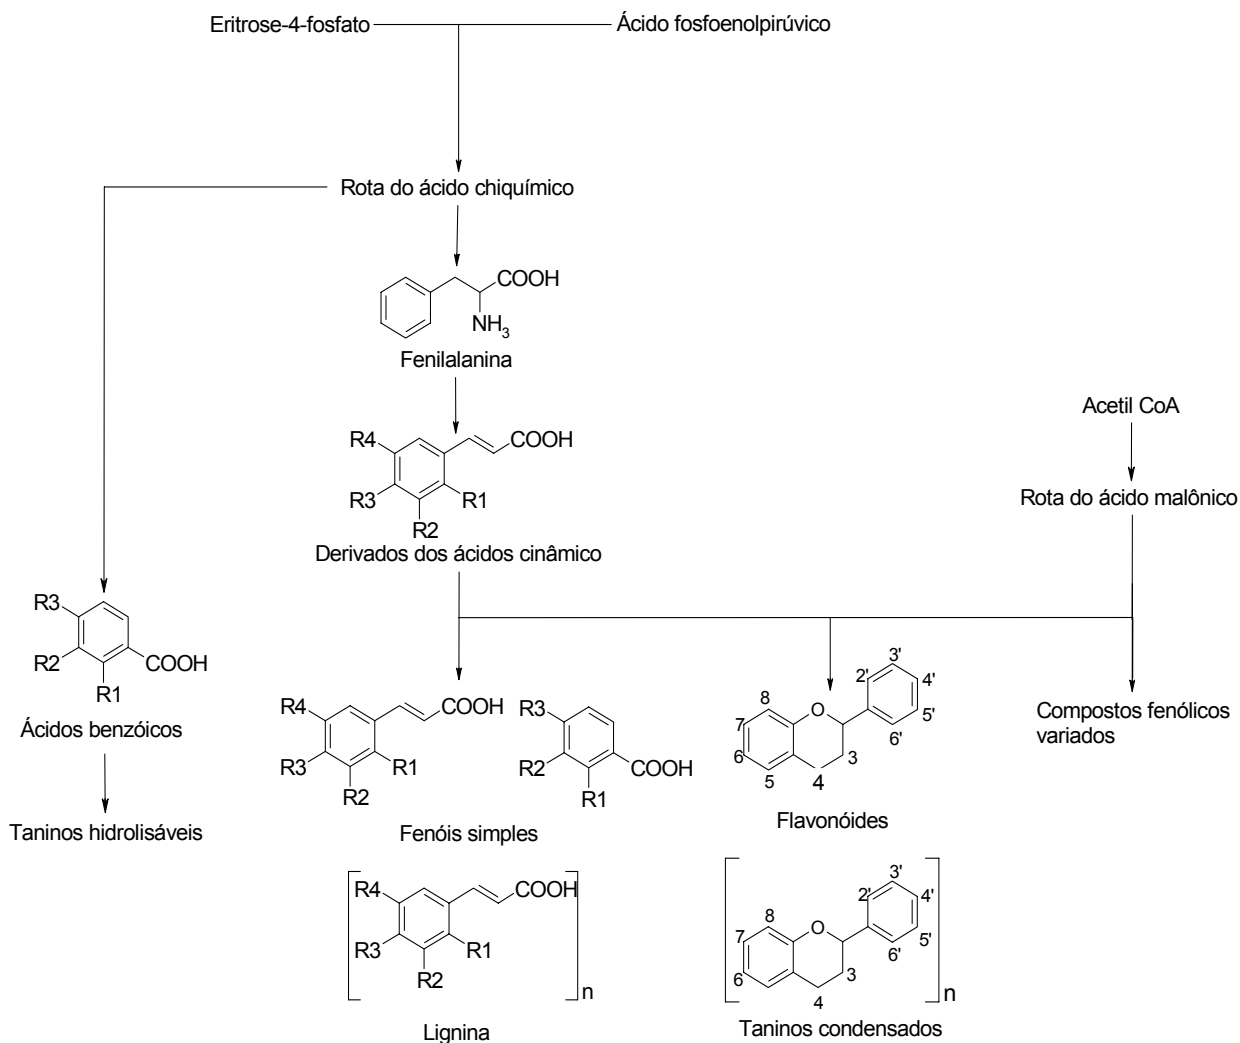 Eritrose-4-fosfato
Ácido fosfoenolpirúvico
Rota do ácido chiquímico
COOH
NH3
Fenilalanina
Acetil CoA
R4
COOH
R3
R1
R2
Rota do ácido malônico
Derivados dos ácidos cinâmico
R3
R2
COOH
R1
Ácidos benzóicos
Taninos hidrolisáveis
R4
COOH
R3
R1
R2
R3
R2
COOH
R1
Fenóis simples
3'
2'
4'
8
O
5'
7
6'
6
3
5
4
Flavonóides
Compostos fenólicos
variados
R4
COOH
R3
R1
R2
n
Lignina
3'
2'
4'
8
O
5'
7
6'
6
3
4
n
Taninos condensados